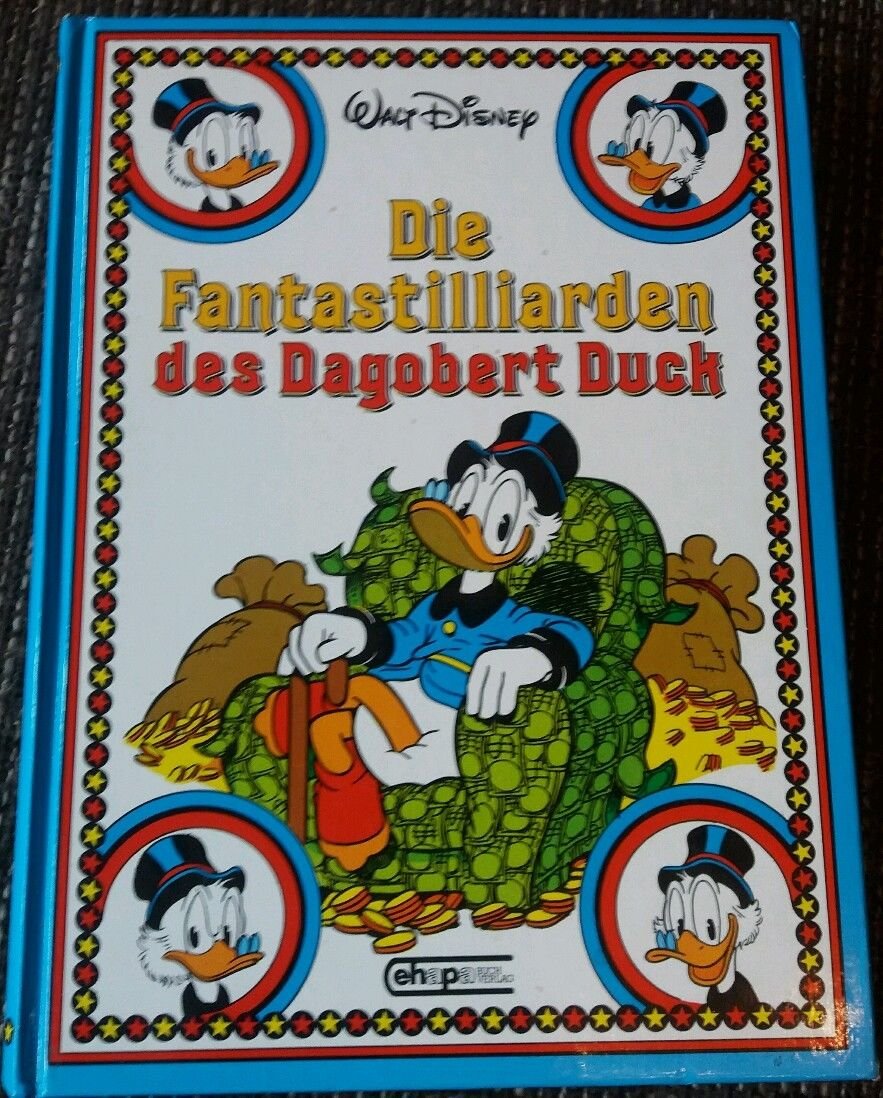 Walt Disney
Die
Fantastilliarden
des Dagobert Duck
ehapa BUCH
VERLAG